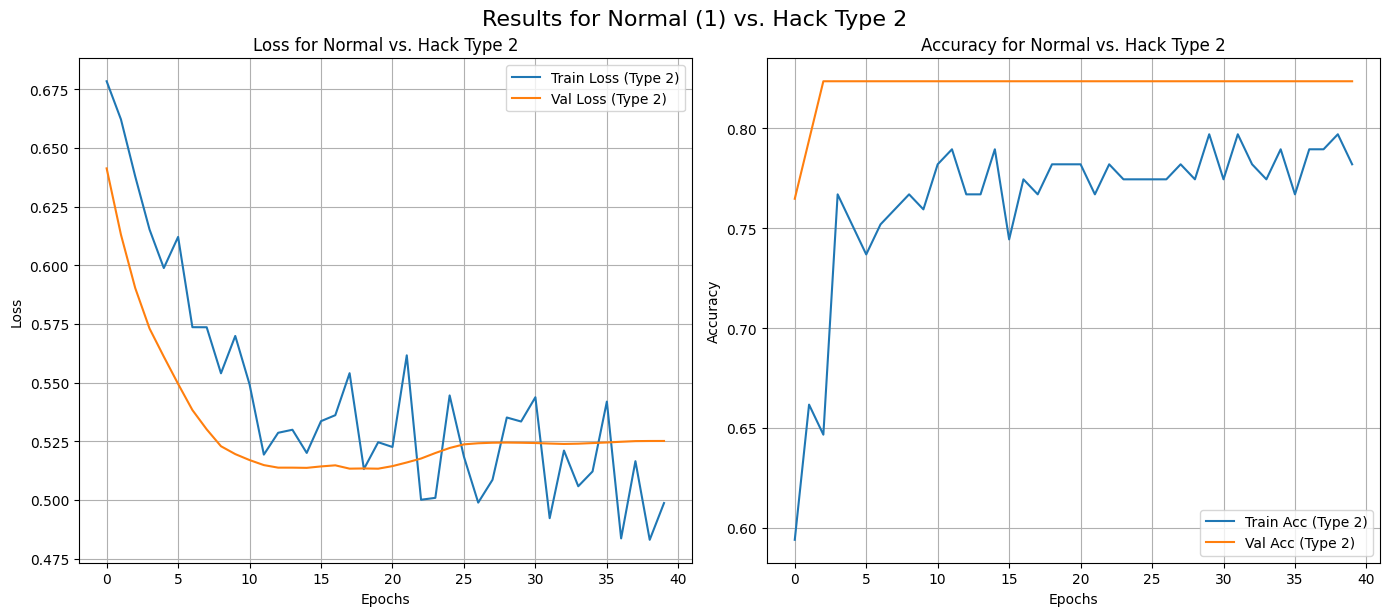 Results for Normal (1) vs. Hack Type 2
Loss for Normal vs. Hack Type 2
Train Loss (Type 2)
Val Loss (Type 2)
0.675
0.650
0.625
0.600
0.575
0.550
0.525
0.500
0.475
Loss
0 5 10 15 20 25 30 35 40
Epochs
Accuracy for Normal vs. Hack Type 2
0.80
0.75
0.70
0.65
0.60
Accuracy
Train Acc (Type 2)
Val Acc (Type 2)
0 5 10 15 20 25 30 35 40
Epochs